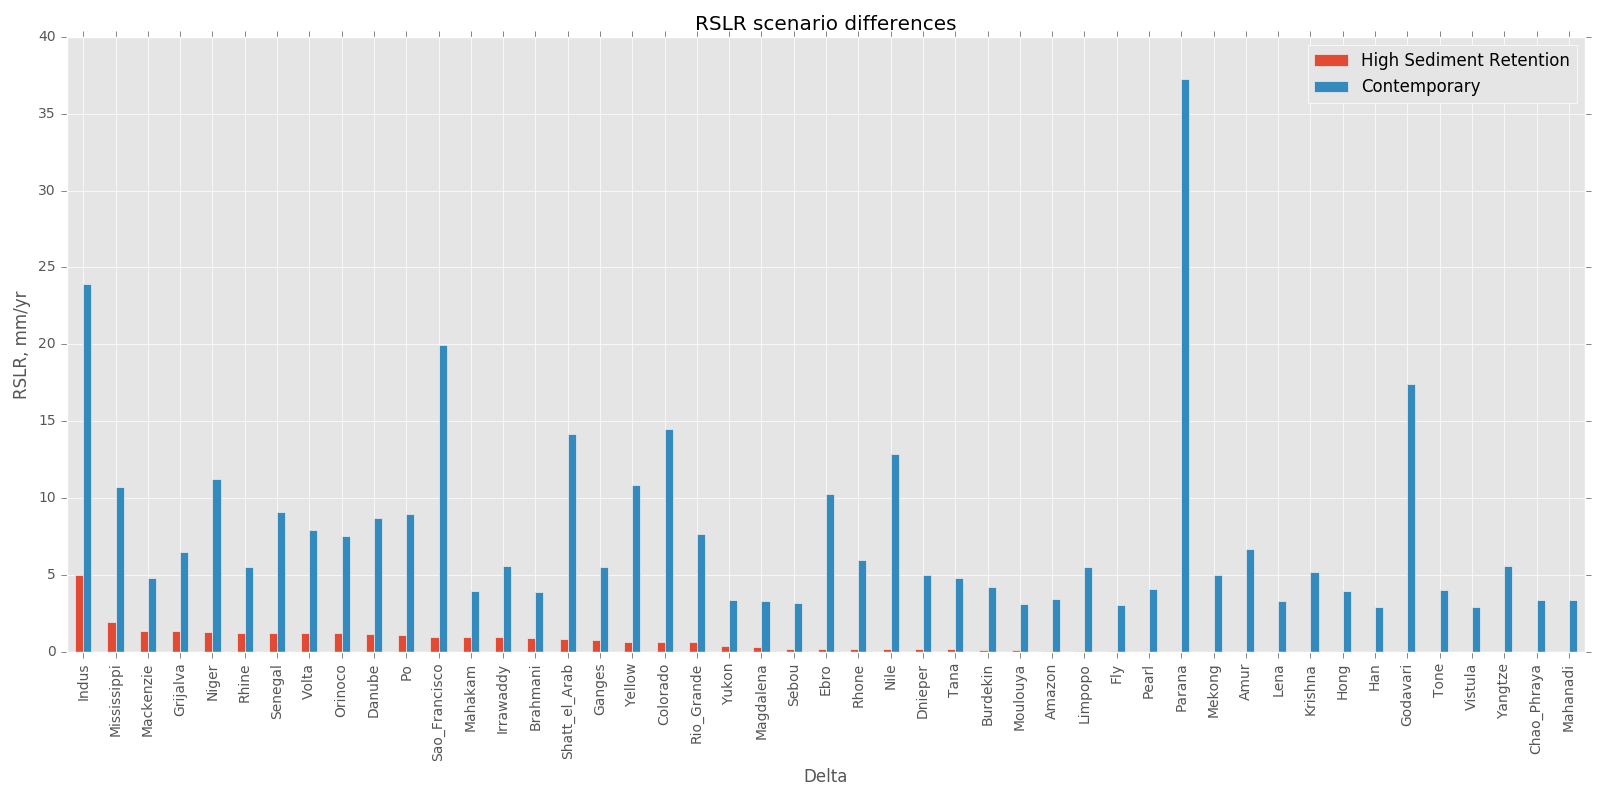 RSLR scenario differences
High Sediment Retention
Contemporary
40
35
30
25
20
15
10
5
0
RSLR, mm/yr
Indus
Mississippi
Mackenzie
Grijalva
Niger
Rhine
Senegal
Volta
Orinoco
Danube
Po
Sao_Francisco
Mahakam
Irrawaddy
Brahmani
Shatt_el_Arab
Ganges
Yellow
Colorado
Rio_Grande
Yukon
Magdalena
Sebou
Ebro
Rhone
Nile
Dnieper
Tana
Burdekin
Moulouya
Amazon
Limpopo
Fly
Pearl
Parana
Mekong
Amur
Lena
Krishna
Hong
Han
Godavari
Tone
Vistula
Yangtze
Chao_Phraya
Mahanadi
Delta